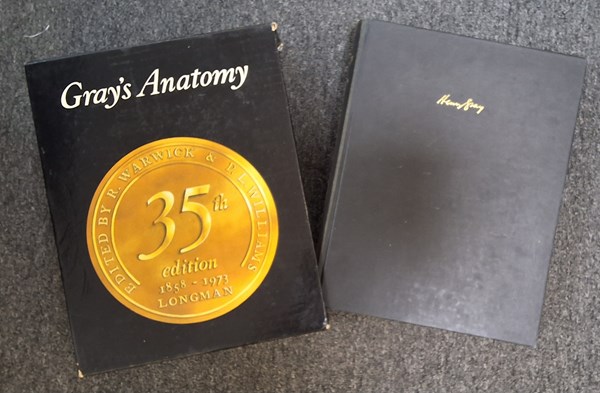 Gray's Anatomy
EDITED BY R. WARWICK & P. L. WILLIAMS
35th
edition
1858 - 1973
LONGMAN
Henry Gray